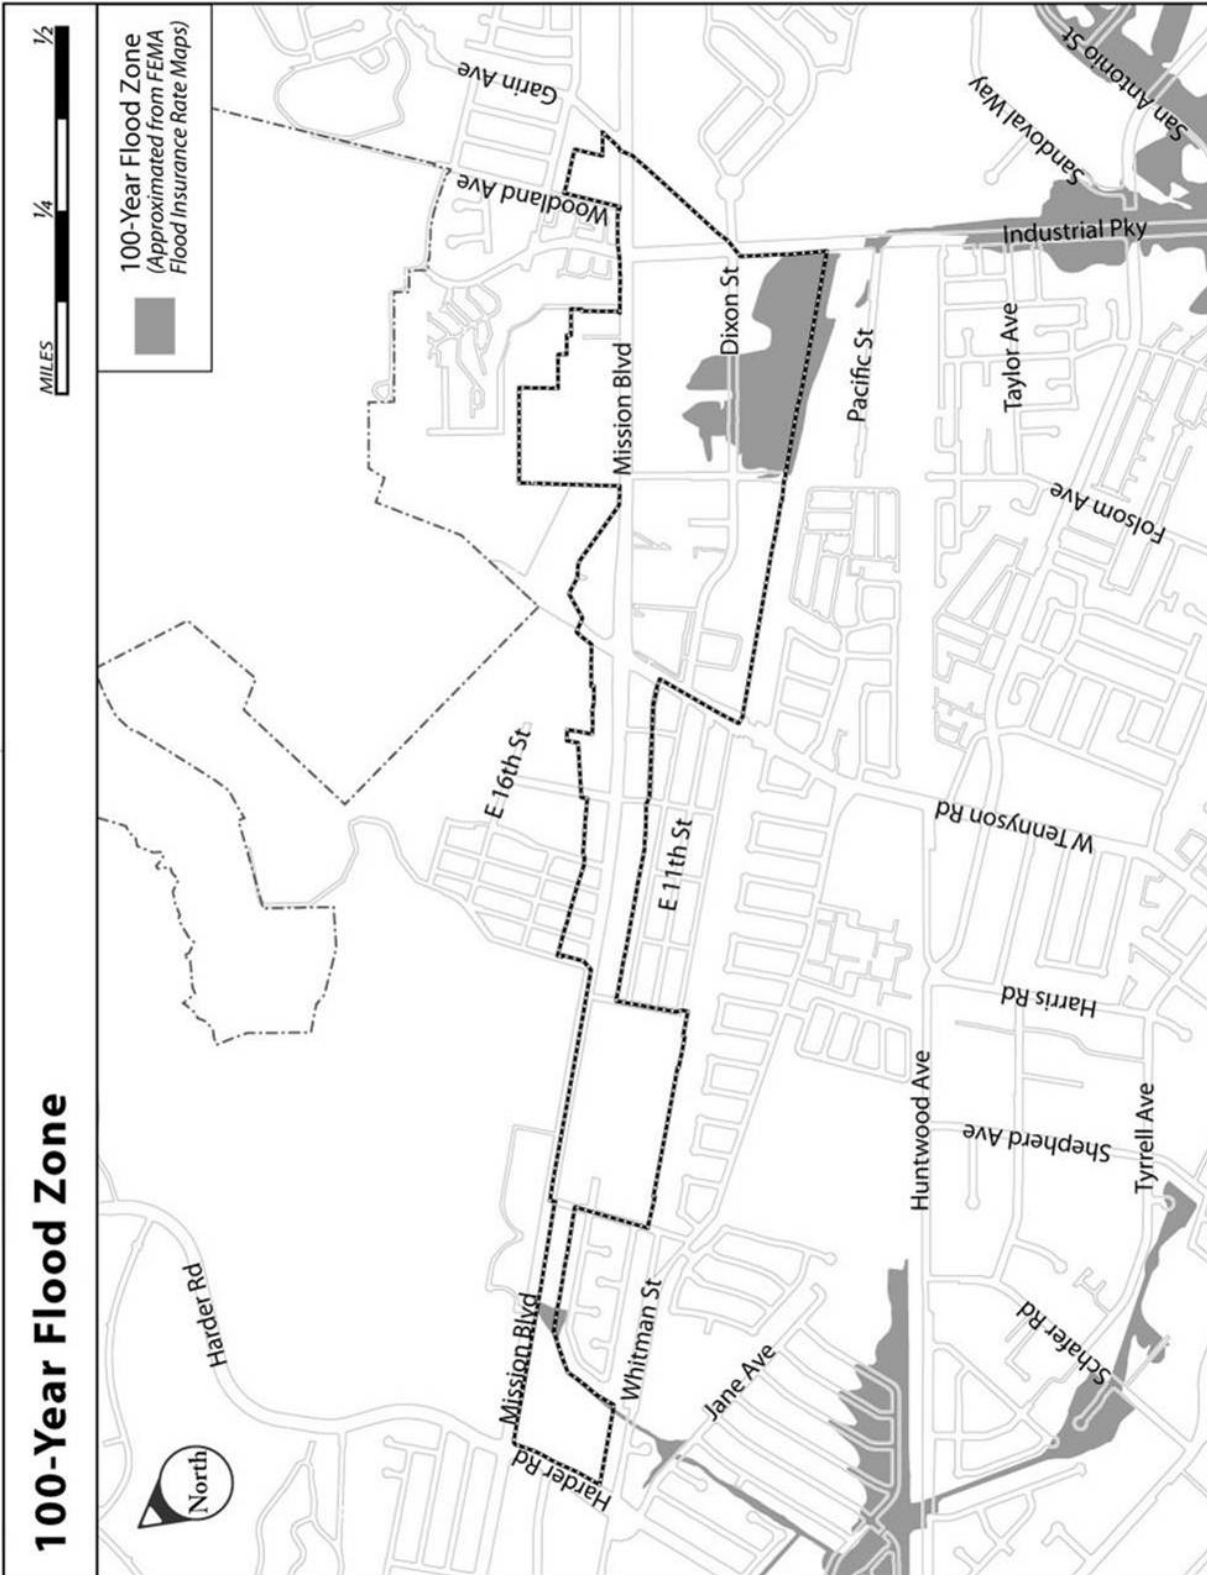 100-Year Flood Zone
MILES
1/4
1/2
100-Year Flood Zone
(Approximated from FEMA
Flood Insurance Rate Maps)
North
Harder Rd
Garin Ave
Woodland Ave
E 16th St
Mission Blvd
Mission Blvd
Harder Rd
Dixon St
E 11th St
Whitman St
Jane Ave
Pacific St
Industrial Pky
Sandoval Way
San Antonio St
Taylor Ave
Folsom Ave
W Tennyson Rd
Harris Rd
Huntwood Ave
Shepherd Ave
Tyrrell Ave
Schafer Rd